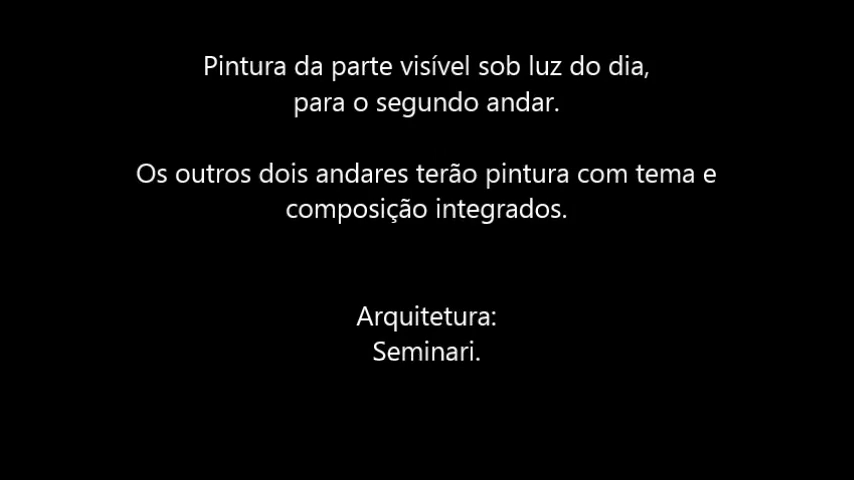 Pintura da parte visível sob luz do dia,
para o segundo andar.
Os outros dois andares terão pintura com tema e
composição integrados.
Arquitetura:
Seminari.